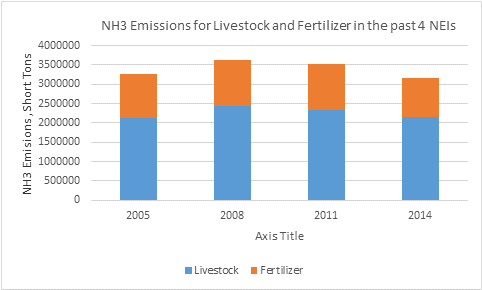 NH3 Emissions for Livestock and Fertilizer in the past 4 NEIs
4000000
3500000
3000000
2500000
2000000
1500000
1000000
500000
0
NH3 Emisions, Short Tons
2005 2008 2011 2014
Axis Title
Livestock Fertilizer